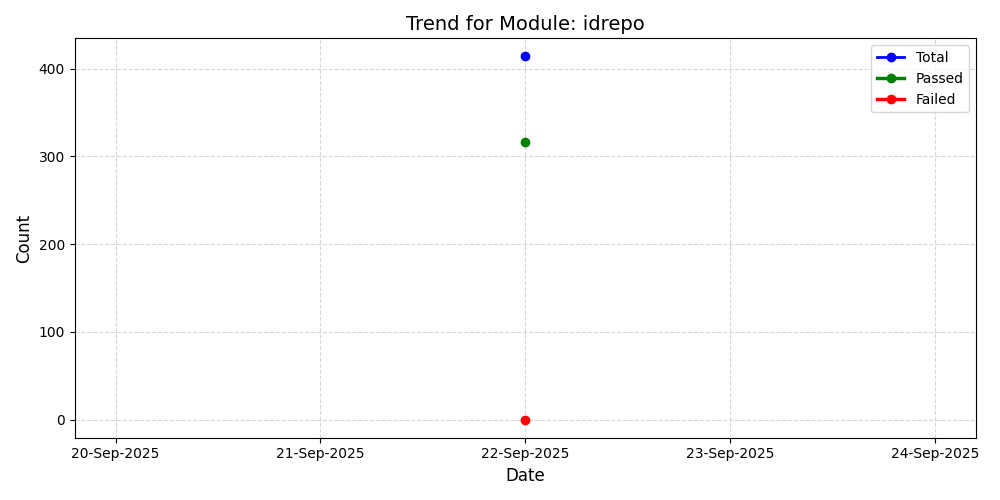 Trend for Module: idrepo
Total
Passed
Failed
400
300
200
100
0
Count
20-Sep-2025
21-Sep-2025
22-Sep-2025
23-Sep-2025
24-Sep-2025
Date